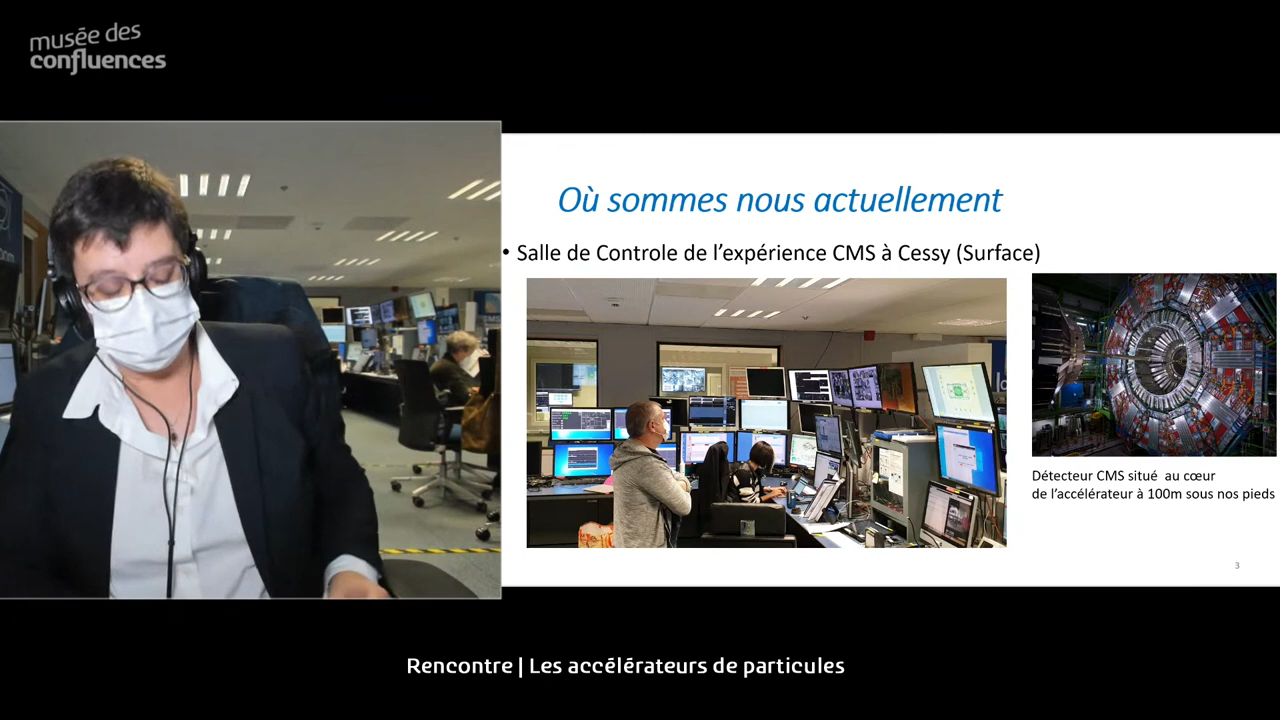 musée des
confluences
Où sommes nous actuellement
• Salle de Controle de l’expérience CMS à Cessy (Surface)
Détecteur CMS situé au cœur
de l’accélérateur à 100m sous nos pieds
3
Rencontre | Les accélérateurs de particules